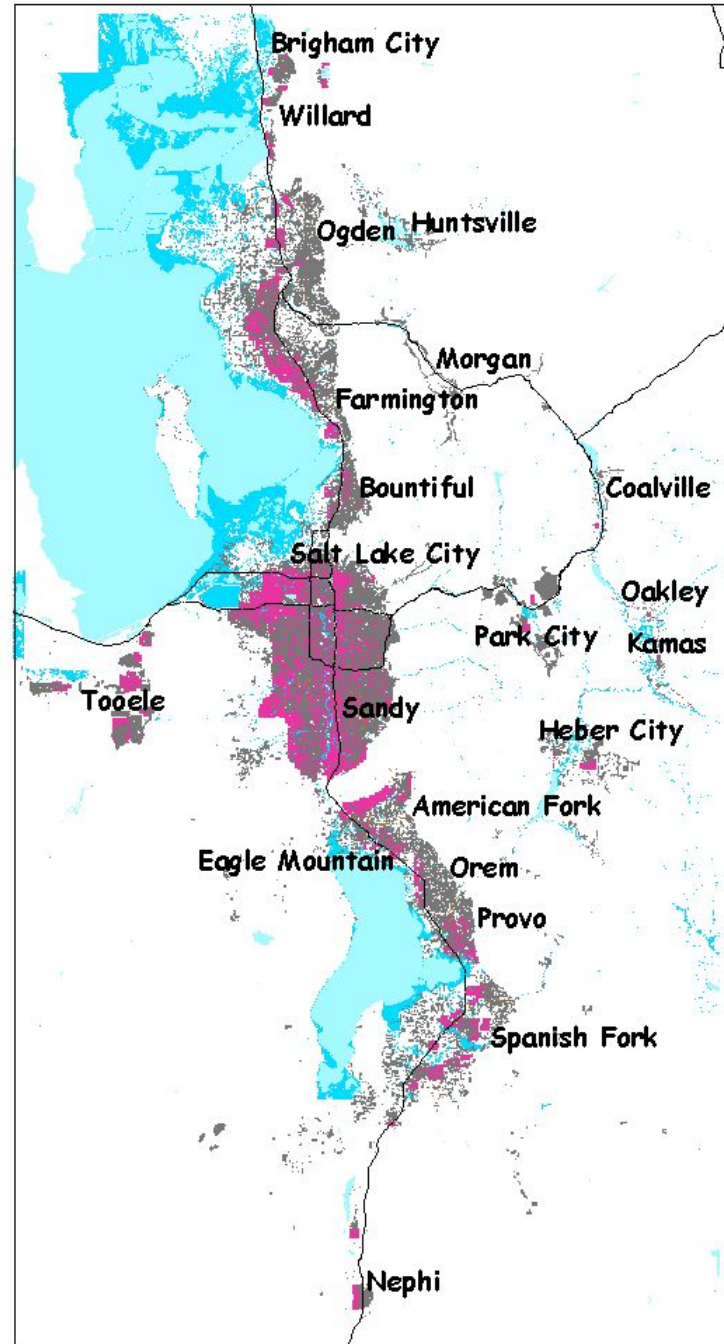 Brigham City
Willard
Ogden
Huntsville
Morgan
Farmington
Bountiful
Coalville
Salt Lake City
Oakley
Park City
Kamas
Tooele
Sandy
Heber City
American Fork
Eagle Mountain
Orem
Provo
Spanish Fork
Nephi